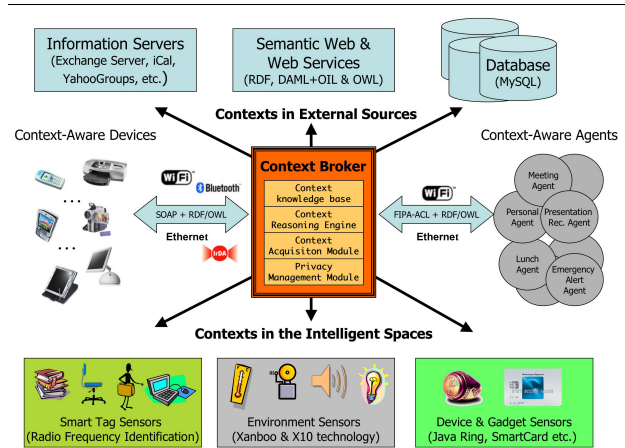 Information Servers
(Exchange Server, iCal,
YahooGroups, etc.)
Semantic Web &
Web Services
(RDF, DAML+OIL & OWL)
Database
(MySQL)
Contexts in External Sources
Context-Aware Devices
Context-Aware Agents
Wi Fi
Bluetooth
SOAP + RDF/OWL
Ethernet
IrDA
Context Broker
Context
knowledge base
Context
Reasoning Engine
Context
Acquisiton Module
Privacy
Management Module
Wi Fi
FIPA-ACL + RDF/OWL
Ethernet
Meeting
Agent
Personal
Agent
Presentation
Rec. Agent
Lunch
Agent
Emergency
Alert
Agent
...
...
Contexts in the Intelligent Spaces
Smart Tag Sensors
(Radio Frequency Identification)
Environment Sensors
(Xanboo & X10 technology)
Device & Gadget Sensors
(Java Ring, SmartCard etc.)